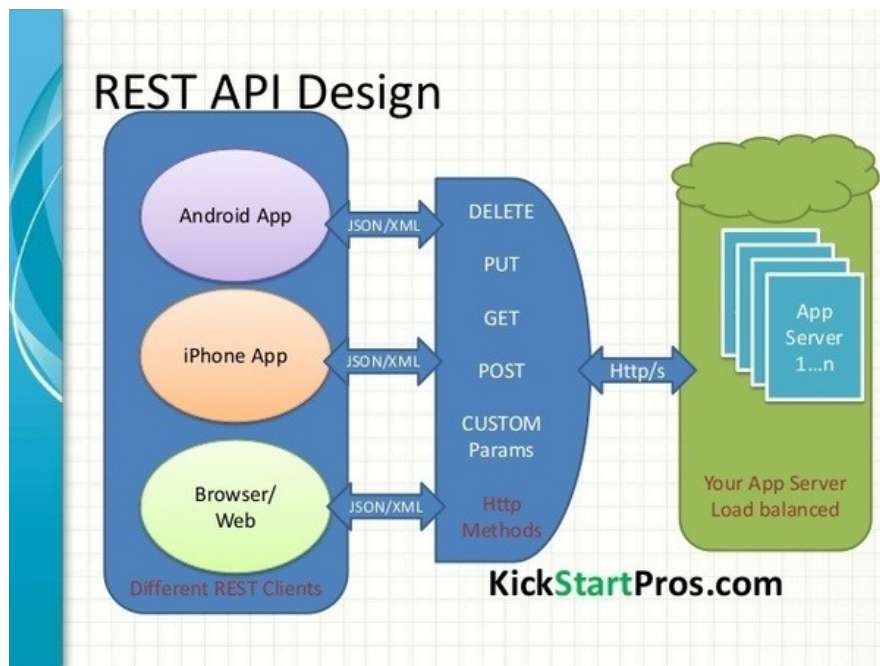 REST API Design
Android App
JSON/XML
DELETE
PUT
GET
POST
CUSTOM
Params
Http
Methods
iPhone App
JSON/XML
Browser/
Web
JSON/XML
Different REST Clients
Http/s
App
Server
1...n
Your App Server
Load balanced
KickStartPros.com